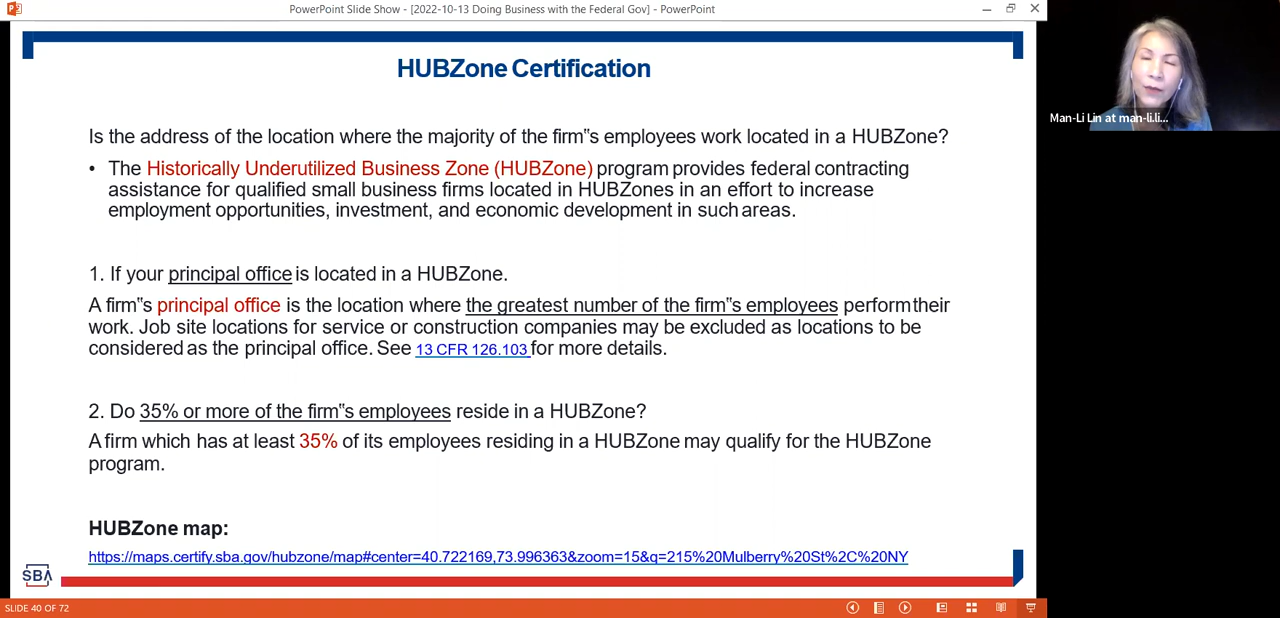 PowerPoint Slide Show - [2022-10-13 Doing Business with the Federal Gov] - PowerPoint
HUBZone Certification
Is the address of the location where the majority of the firm‟s employees work located in a HUBZone?
• The Historically Underutilized Business Zone (HUBZone) program provides federal contracting
assistance for qualified small business firms located in HUBZones in an effort to increase
employment opportunities, investment, and economic development in such areas.
1. If your principal office is located in a HUBZone.
A firm‟s principal office is the location where the greatest number of the firm‟s employees perform their
work. Job site locations for service or construction companies may be excluded as locations to be
considered as the principal office. See 13 CFR 126.103 for more details.
2. Do 35% or more of the firm‟s employees reside in a HUBZone?
A firm which has at least 35% of its employees residing in a HUBZone may qualify for the HUBZone
program.
HUBZone map:
https://maps.certify.sba.gov/hubzone/map#center=40.722169,73.996363&zoom=15&q=215%20Mulberry%20St%2C%20NY
SBA
SLIDE 40 OF 72
Man-Li Lin at man-li.li...